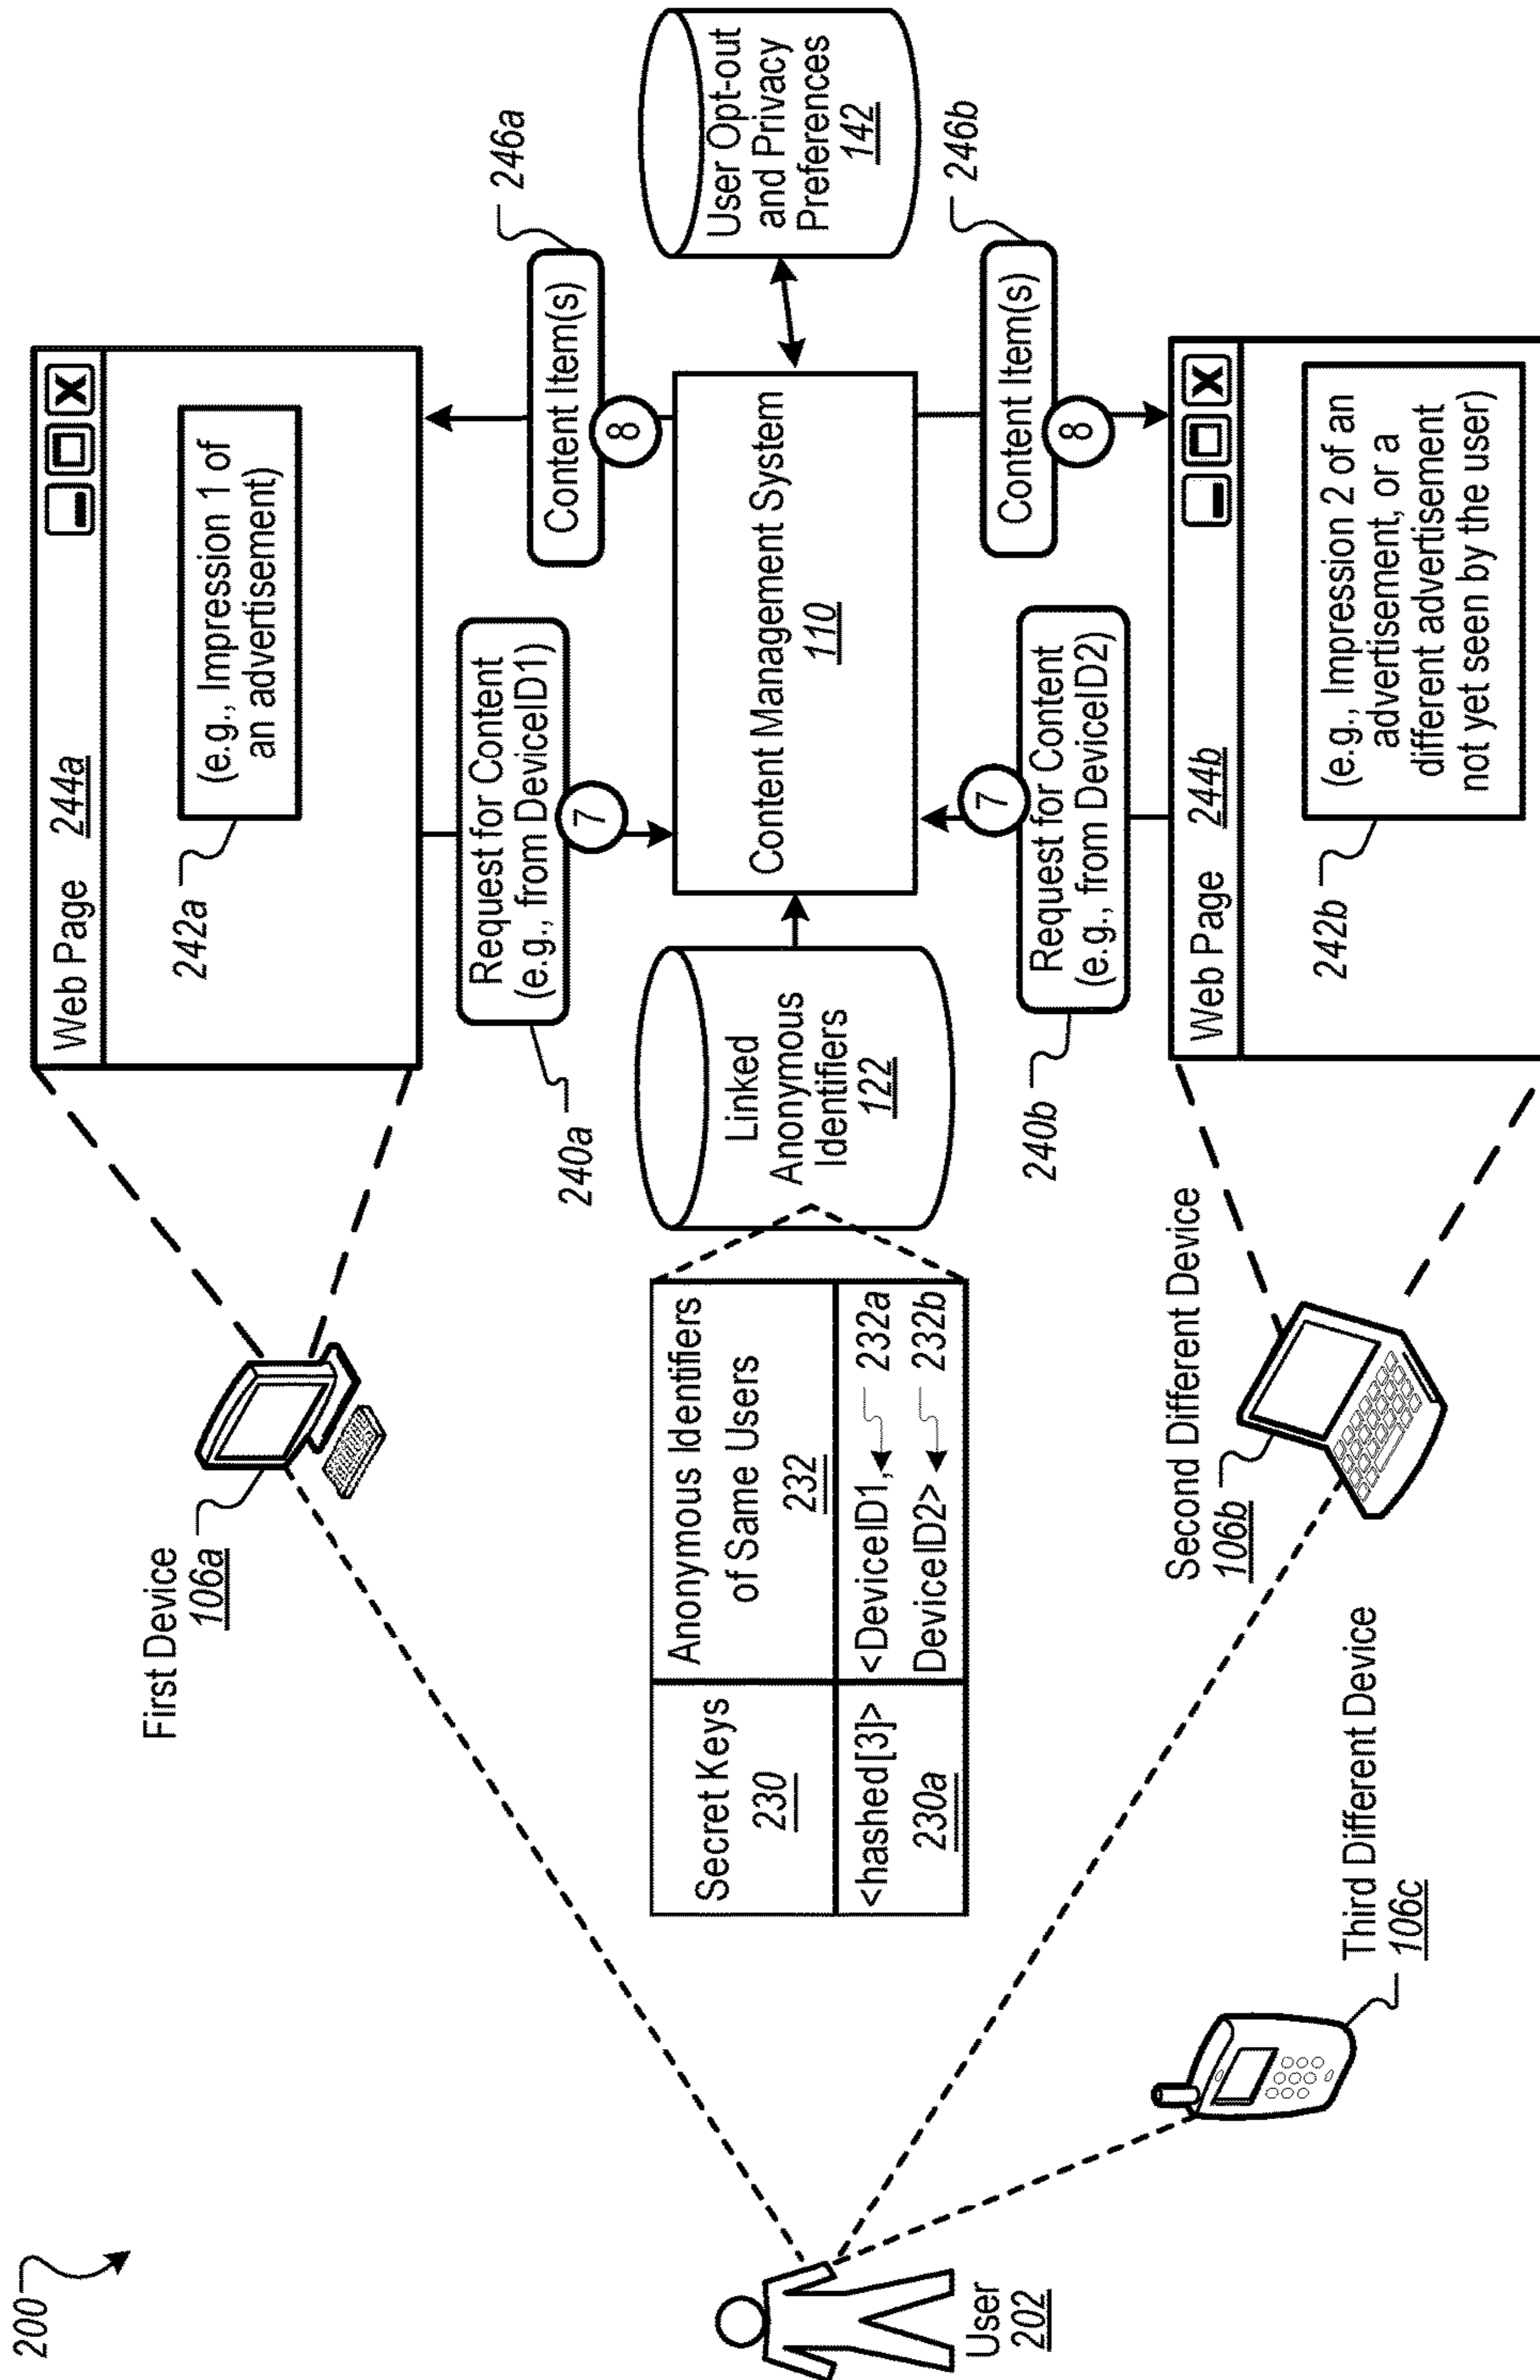 200
User
202
First Device
106a
Second Different Device
106b
Third Different Device
106c
Secret Keys
230
Anonymous Identifiers
of Same Users
232
<hashed[3]>
230a
<DeviceID1,
232a
DeviceID2>
232b
Linked
Anonymous
Identifiers
122
Web Page 244a
X
(e.g., Impression 1 of
an advertisement)
242a
Request for Content
(e.g., from DeviceID1)
240a
7
Content Item(s)
246a
8
Content Management System
110
User Opt-out
and Privacy
Preferences
142
Request for Content
(e.g., from DeviceID2)
240b
7
Content Item(s)
246b
8
Web Page 244b
X
(e.g., Impression 2 of an
advertisement, or a
different advertisement
not yet seen by the user)
242b